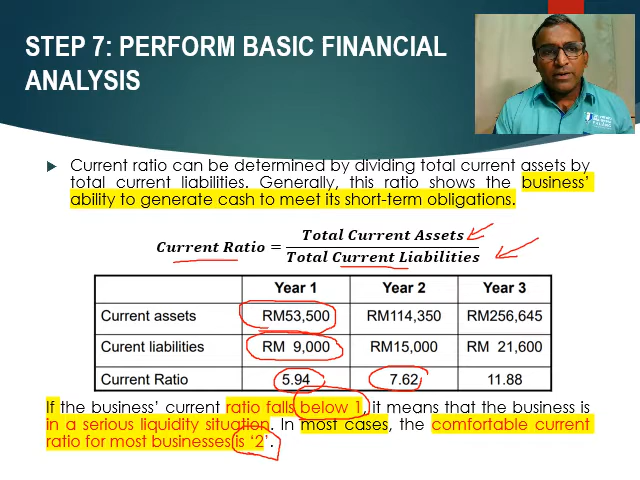 STEP 7: PERFORM BASIC FINANCIAL
ANALYSIS
Current ratio can be determined by dividing total current assets by
total current liabilities. Generally, this ratio shows the business’
ability to generate cash to meet its short-term obligations.
Current Ratio = Total Current Assets / Total Current Liabilities
Year 1 Year 2 Year 3
Current assets RM53,500 RM114,350 RM256,645
Curent liabilities RM 9,000 RM15,000 RM 21,600
Current Ratio 5.94 7.62 11.88
If the business’ current ratio falls below 1, it means that the business is
in a serious liquidity situation. In most cases, the comfortable current
ratio for most businesses is ‘2’.